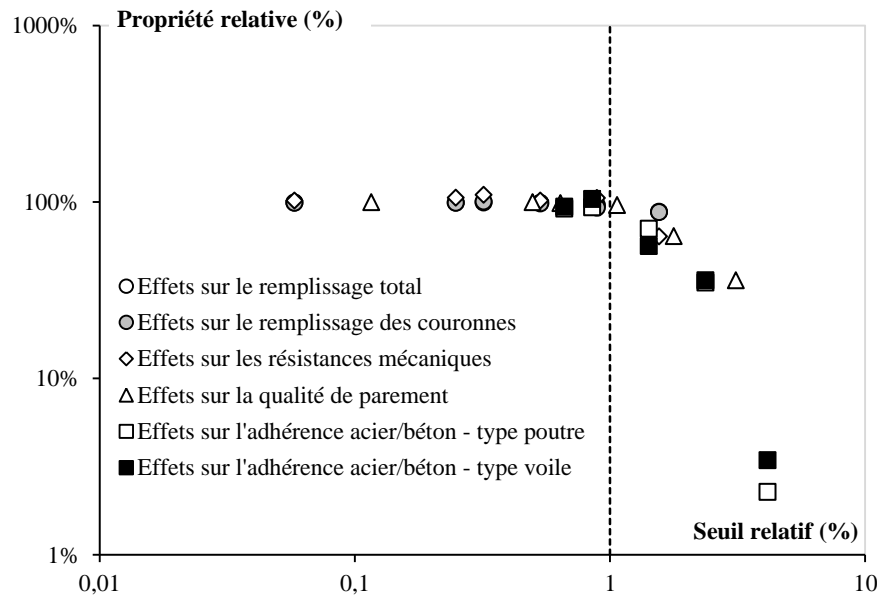 Propriété relative (%)
1000%
100%
10%
1%
Effets sur le remplissage total
Effets sur le remplissage des couronnes
Effets sur les résistances mécaniques
Effets sur la qualité de parement
Effets sur l'adhérence acier/béton - type poutre
Effets sur l'adhérence acier/béton - type voile
Seuil relatif (%)
0,01 0,1 1 10